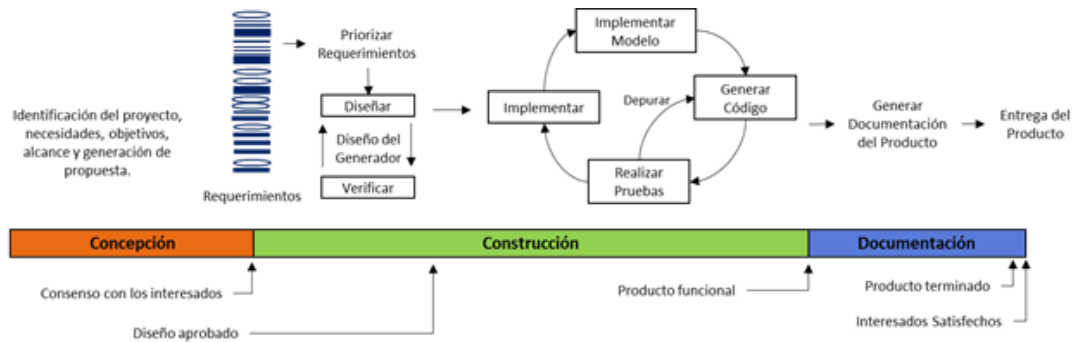 Identificación del proyecto,
necesidades, objetivos,
alcance y generación de
propuesta.
Requerimientos
Priorizar
Requerimientos
Diseñar
Diseño del
Generador
Verificar
Implementar
Implementar
Modelo
Depurar
Generar
Código
Realizar
Pruebas
Generar
Documentación
del Producto
Entrega del
Producto
Concepción
Construcción
Documentación
Consenso con los interesados
Diseño aprobado
Producto funcional
Producto terminado
Interesados Satisfechos